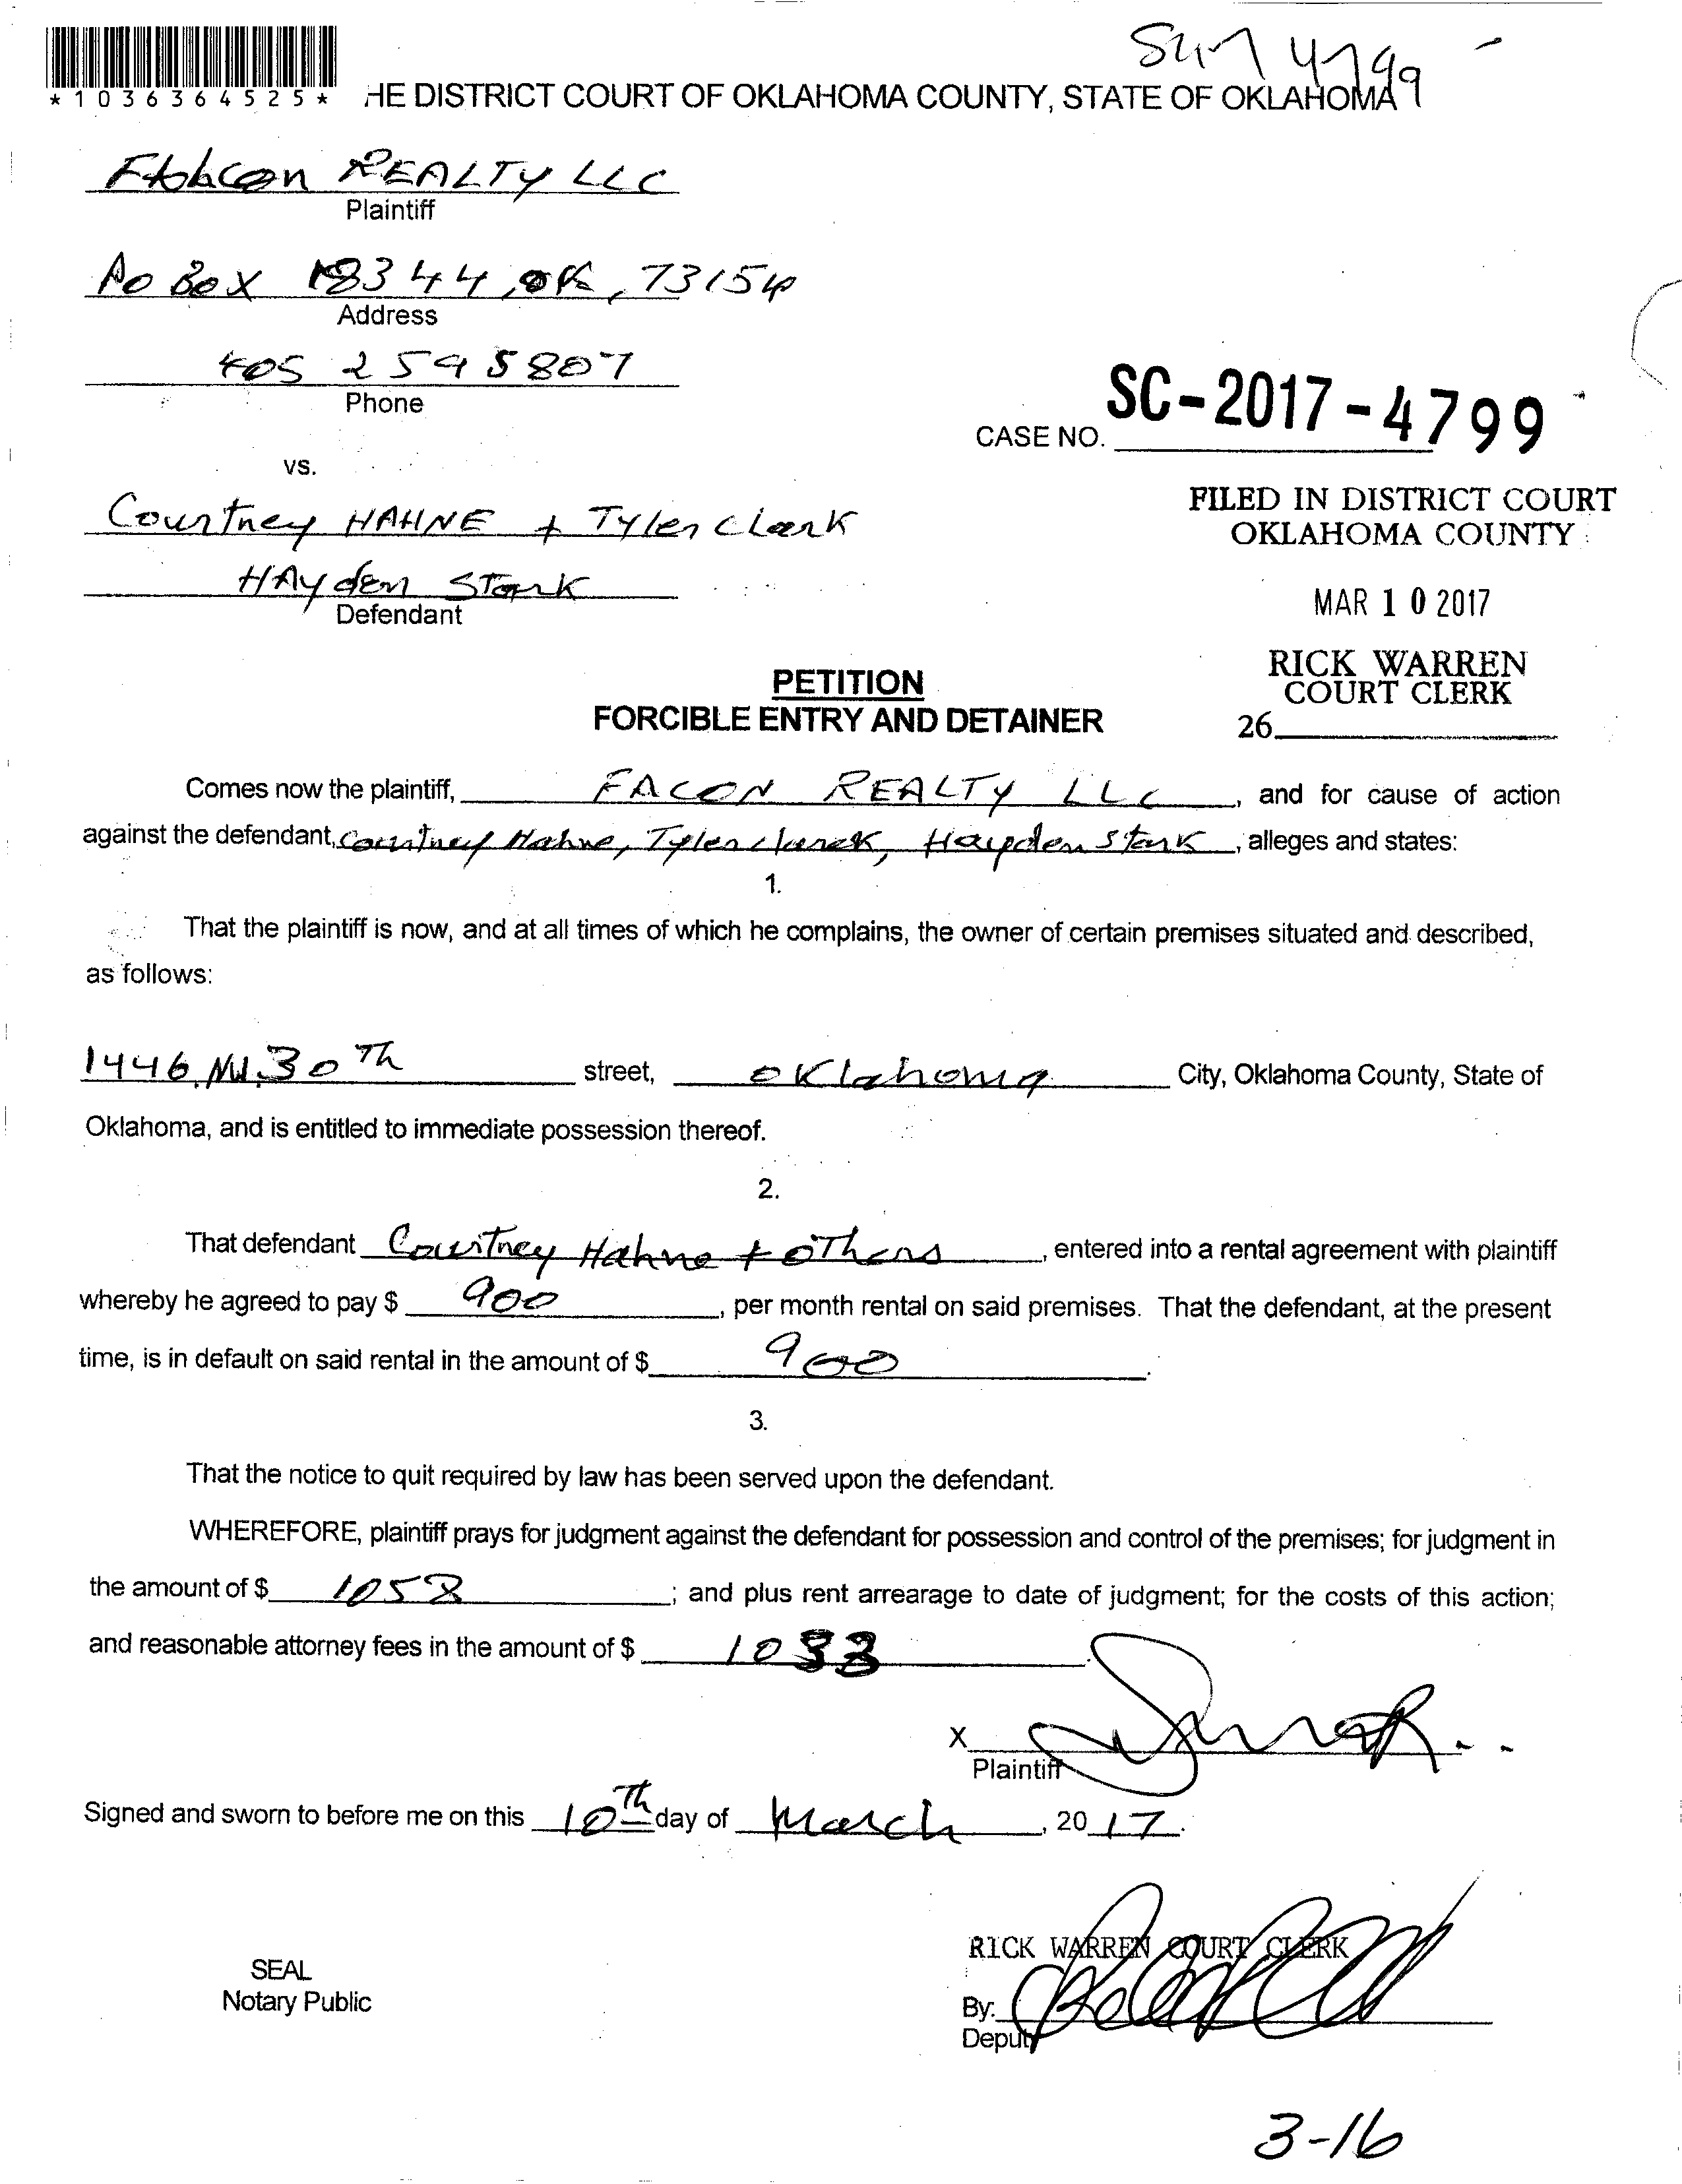 Sm 4799
*1036364525* HE DISTRICT COURT OF OKLAHOMA COUNTY, STATE OF OKLAHOMA
REALTY LLC
Plaintiff
PO BOX 18344, OK, 73154
Address
405 259 5807
Phone
SC-2017-4799
CASE NO.
vs.
Courtney HAHNE + Tyler Clark
FILED IN DISTRICT COURT
OKLAHOMA COUNTY
HAyden STark
Defendant
MAR 10 2017
RICK WARREN
COURT CLERK
26
PETITION
FORCIBLE ENTRY AND DETAINER
Comes now the plaintiff, FACON REALTY LLC, and for cause of action
against the defendant, Courtney Hahne, Tyler Clark, Hayden Stark, alleges and states:
1.
That the plaintiff is now, and at all times of which he complains, the owner of certain premises situated and described,
as follows:
1446 NW 30 Th street, oklahoma City, Oklahoma County, State of
Oklahoma, and is entitled to immediate possession thereof.
2.
That defendant Courtney Hahne + others, entered into a rental agreement with plaintiff
whereby he agreed to pay $ 900, per month rental on said premises. That the defendant, at the present
time, is in default on said rental in the amount of $ 900.
3.
That the notice to quit required by law has been served upon the defendant.
WHEREFORE, plaintiff prays for judgment against the defendant for possession and control of the premises; for judgment in
the amount of $ 1058; and plus rent arrearage to date of judgment; for the costs of this action;
and reasonable attorney fees in the amount of $
X
Plaintiff
Signed and sworn to before me on this 10th day of March, 2017.
RICK WARREN COURT CLERK
SEAL
Notary Public
By:
Deputy
3-16